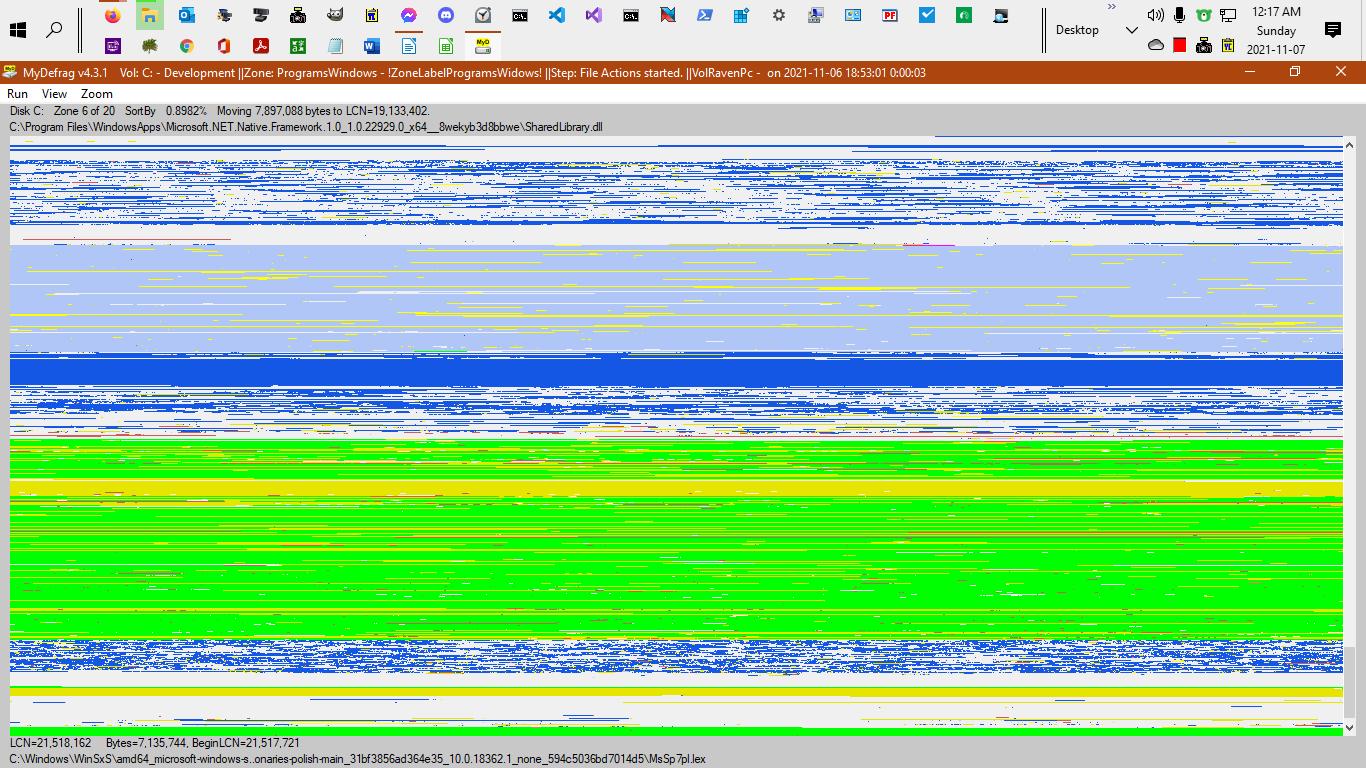 12:17 AM
Desktop
Sunday
2021-11-07
MyDefrag v4.3.1 Vol: C: - Development ||Zone: ProgramsWindows - !ZoneLabelProgramsWidows! ||Step: File Actions started. ||VolRavenPc - on 2021-11-06 18:53:01 0:00:03
Run View Zoom
Disk C: Zone 6 of 20 SortBy 0.8982% Moving 7,897,088 bytes to LCN=19,133,402.
C:\Program Files\WindowsApps\Microsoft.NET.Native.Framework.1.0_1.0.22929.0_x64__8wekyb3d8bbwe\SharedLibrary.dll
LCN=21,518,162 Bytes=7,135,744, BeginLCN=21,517,721
C:\Windows\WinSxS\amd64_microsoft-windows-s..onaries-polish-main_31bf3856ad364e35_10.0.18362.1_none_594c5036bd7014d5\MsSp7pl.lex